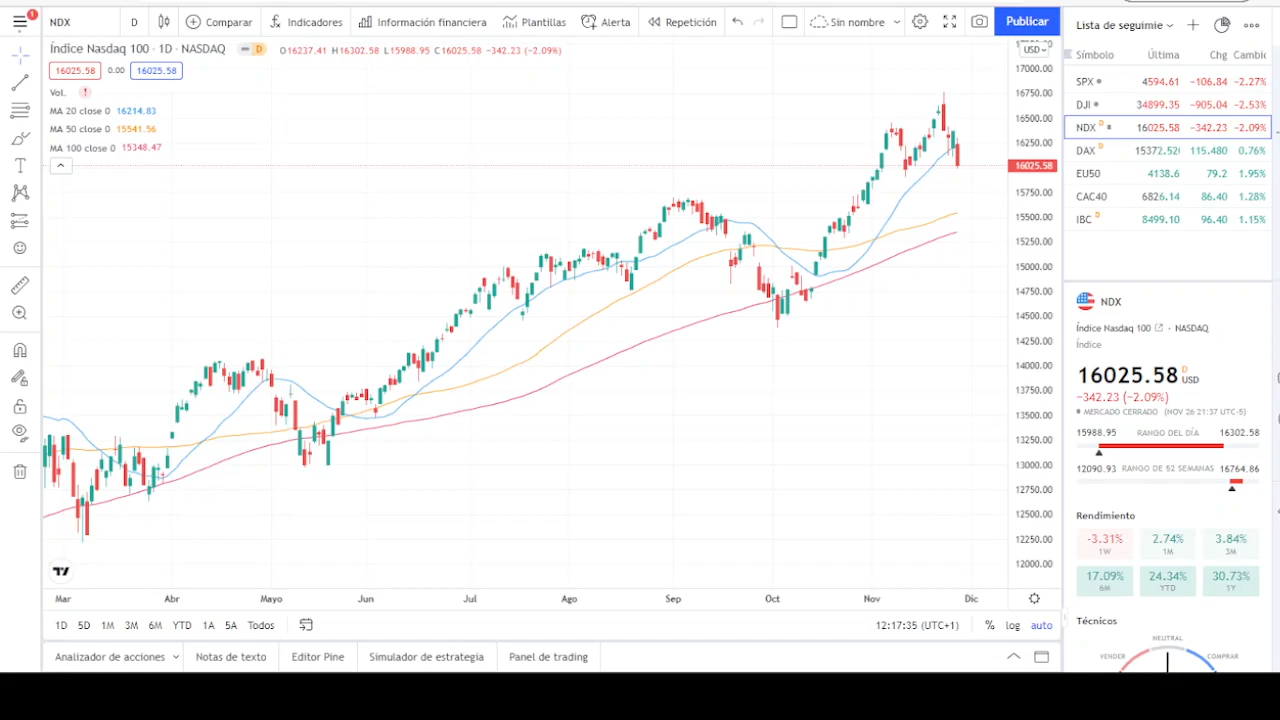 1
NDX D Comparar Indicadores Información financiera Plantillas Alerta Repetición Sin nombre Publicar
Índice Nasdaq 100 · 1D · NASDAQ D O16237.41 H16302.58 L15988.95 C16025.58 −342.23 (−2.09%)
16025.58 0.00 16025.58
Vol. !
MA 20 close 0 16214.83
MA 50 close 0 15541.56
MA 100 close 0 15348.47
USD
17000.00
16750.00
16500.00
16250.00
16025.58
15750.00
15500.00
15250.00
15000.00
14750.00
14500.00
14250.00
14000.00
13750.00
13500.00
13250.00
13000.00
12750.00
12500.00
12250.00
12000.00
Mar Abr Mayo Jun Jul Ago Sep Oct Nov Dic
1D 5D 1M 3M 6M YTD 1A 5A Todos 12:17:35 (UTC+1) % log auto
Analizador de acciones Notas de texto Editor Pine Simulador de estrategia Panel de trading
Lista de seguimie
Símbolo Última Chg Cambic
SPX 4594.61 −106.84 −2.27%
DJI 34899.35 −905.04 −2.53%
NDX D 16025.58 −342.23 −2.09%
DAX D 15372.520 115.480 0.76%
EU50 4138.6 79.2 1.95%
CAC40 6826.14 86.40 1.28%
IBC D 8499.10 96.40 1.15%
NDX
Índice Nasdaq 100 · NASDAQ
Índice
16025.58 D USD
−342.23 (−2.09%)
MERCADO CERRADO (NOV 26 21:37 UTC-5)
15988.95 RANGO DEL DÍA 16302.58
12090.93 RANGO DE 52 SEMANAS 16764.86
Rendimiento
-3.31% 2.74% 3.84%
1W 1M 3M
17.09% 24.34% 30.73%
6M YTD 1Y
Técnicos
NEUTRAL
VENDER COMPRAR